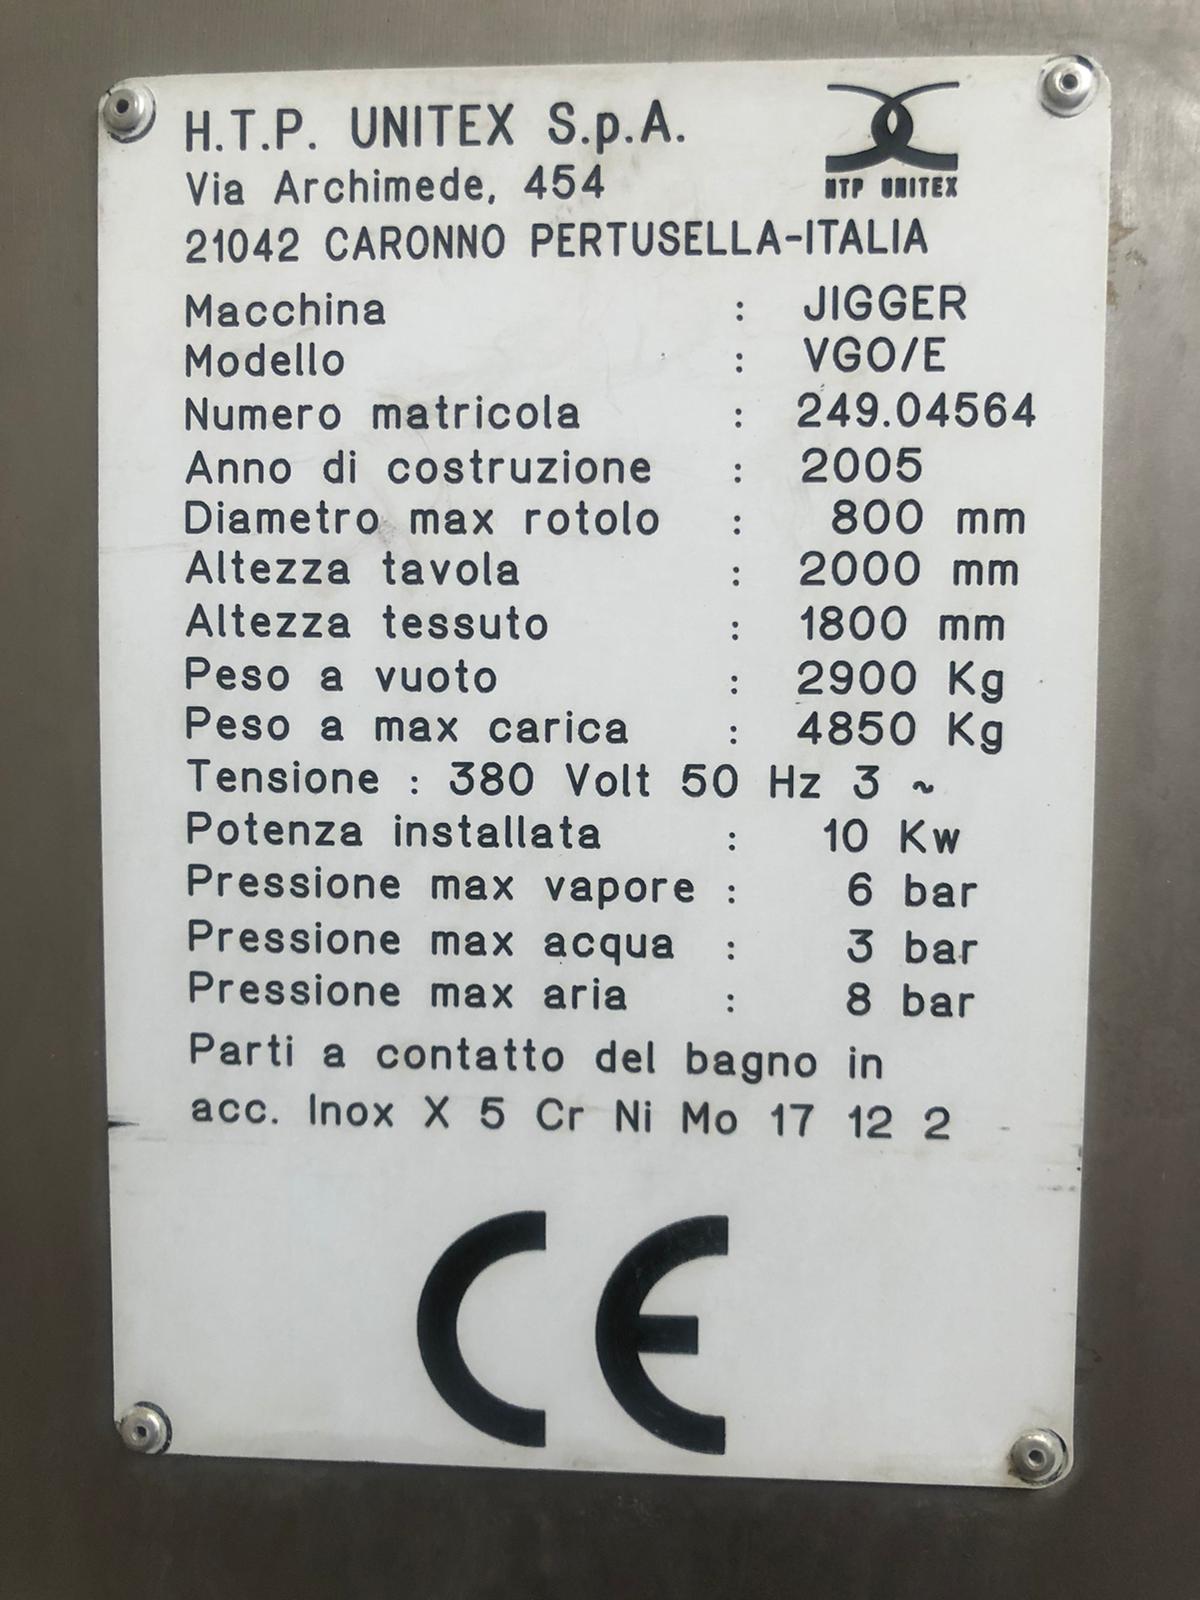 H.T.P. UNITEX S.p.A.
HTP UNITEX
Via Archimede, 454
21042 CARONNO PERTUSELLA-ITALIA
Macchina : JIGGER
Modello : VGO/E
Numero matricola : 249.04564
Anno di costruzione : 2005
Diametro max rotolo : 800 mm
Altezza tavola : 2000 mm
Altezza tessuto : 1800 mm
Peso a vuoto : 2900 Kg
Peso a max carica : 4850 Kg
Tensione : 380 Volt 50 Hz 3 ~
Potenza installata : 10 Kw
Pressione max vapore : 6 bar
Pressione max acqua : 3 bar
Pressione max aria : 8 bar
Parti a contatto del bagno in
acc. Inox X 5 Cr Ni Mo 17 12 2
CE